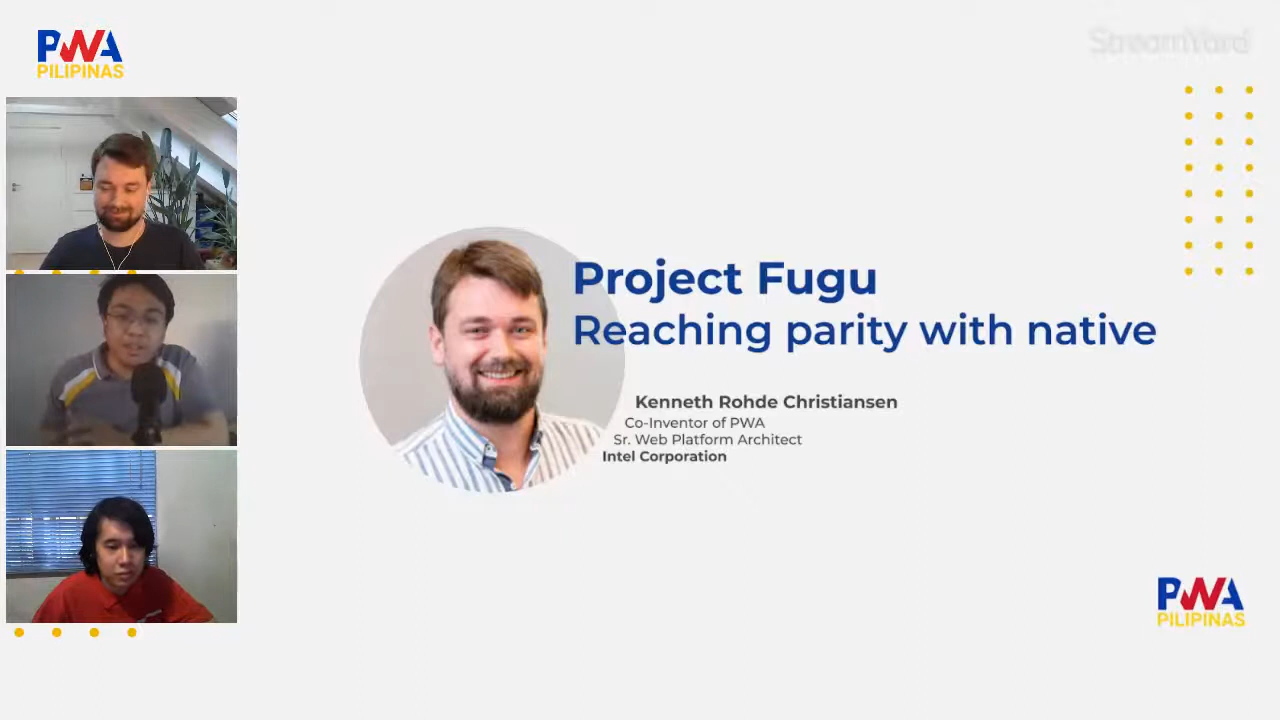 PWA
PILIPINAS
StreamYard
Project Fugu
Reaching parity with native
Kenneth Rohde Christiansen
Co-Inventor of PWA
Sr. Web Platform Architect
Intel Corporation
PWA
PILIPINAS